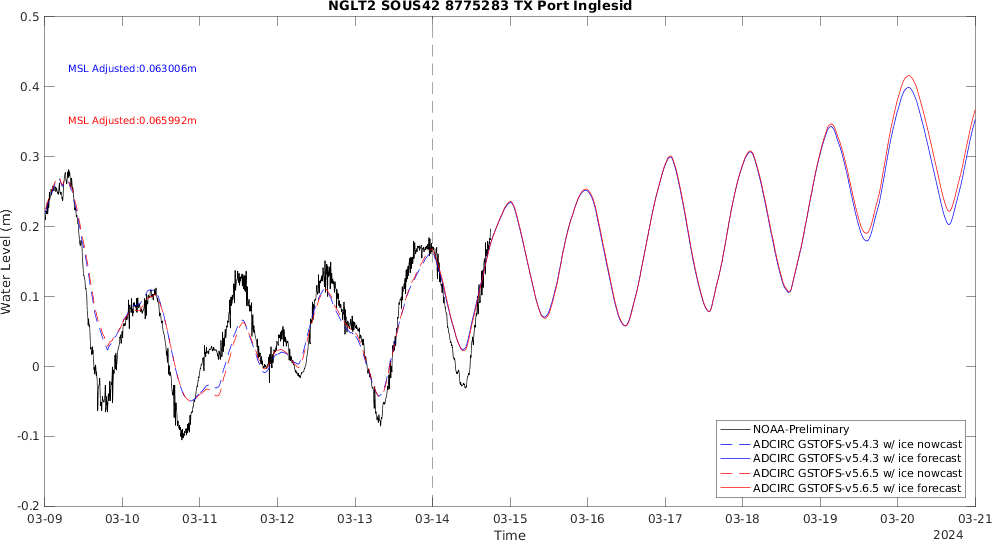 NGLT2 SOUS42 8775283 TX Port Inglesid
0.5
MSL Adjusted:0.063006m
0.4
MSL Adjusted:0.065992m
0.3
0.2
Water Level (m)
0.1
0
-0.1
-0.2
NOAA-Preliminary
ADCIRC GSTOFS-v5.4.3 w/ ice nowcast
ADCIRC GSTOFS-v5.4.3 w/ ice forecast
ADCIRC GSTOFS-v5.6.5 w/ ice nowcast
ADCIRC GSTOFS-v5.6.5 w/ ice forecast
03-09 03-10 03-11 03-12 03-13 03-14 03-15 03-16 03-17 03-18 03-19 03-20 03-21
Time
2024